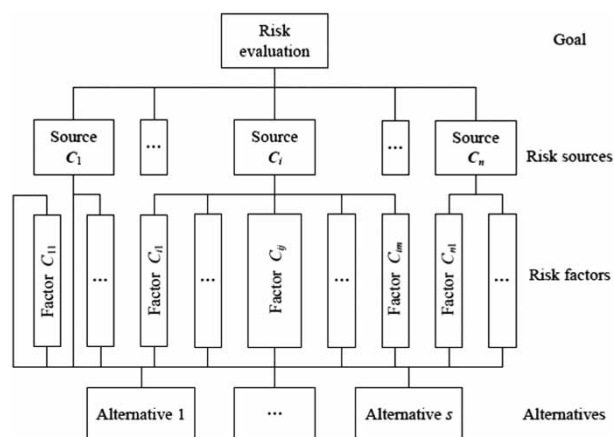 Risk
evaluation
Goal
Source
C1
...
Source
Ci
...
Source
Cn
Risk sources
Factor C11
...
Factor Ci1
...
Factor Cij
...
Factor Cim
Factor Cn1
...
Risk factors
Alternative 1
...
Alternative s
Alternatives